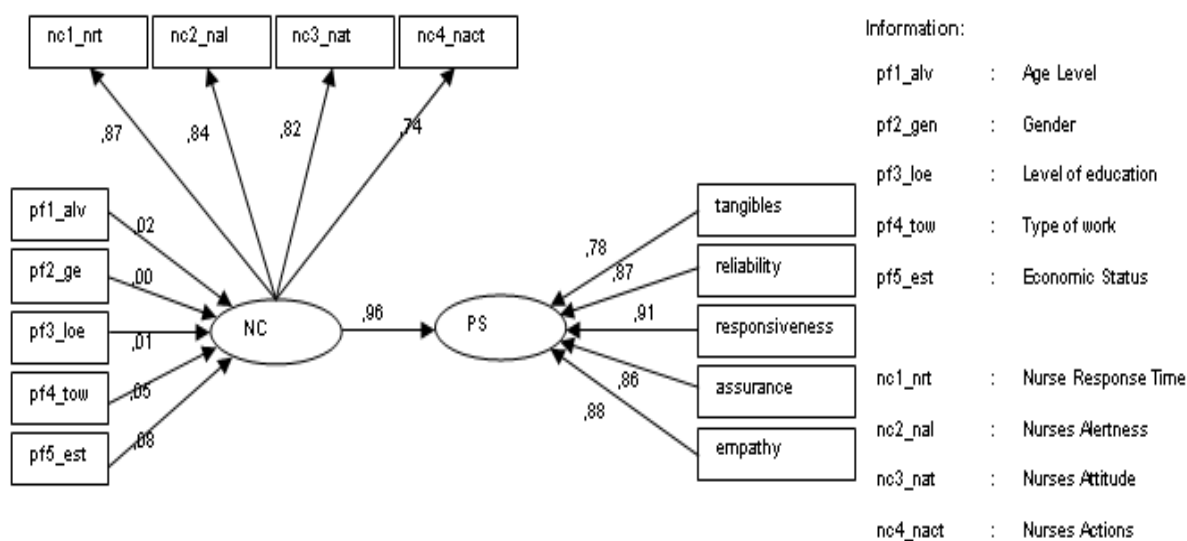 nc1_nrt
nc2_nal
nc3_nat
nc4_nact
,87
,84
,82
,74
pf1_alv
pf2_ge
pf3_loe
pf4_tow
pf5_est
,02
,00
,01
,05
,08
NC
,96
PS
,78
,87
,91
,86
,88
tangibles
reliability
responsiveness
assurance
empathy
Information:
pf1_alv : Age Level
pf2_gen : Gender
pf3_loe : Level of education
pf4_tow : Type of work
pf5_est : Economic Status
nc1_nrt : Nurse Response Time
nc2_nal : Nurses Alertness
nc3_nat : Nurses Attitude
nc4_nact : Nurses Actions